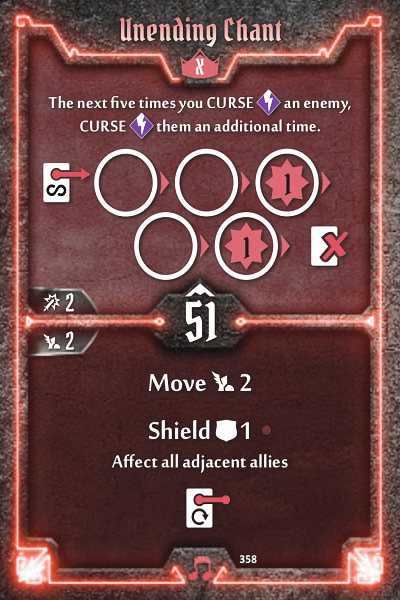 Unending Chant
X
The next five times you CURSE an enemy,
CURSE them an additional time.
1
1
2
51
2
Move 2
Shield 1
Affect all adjacent allies
358